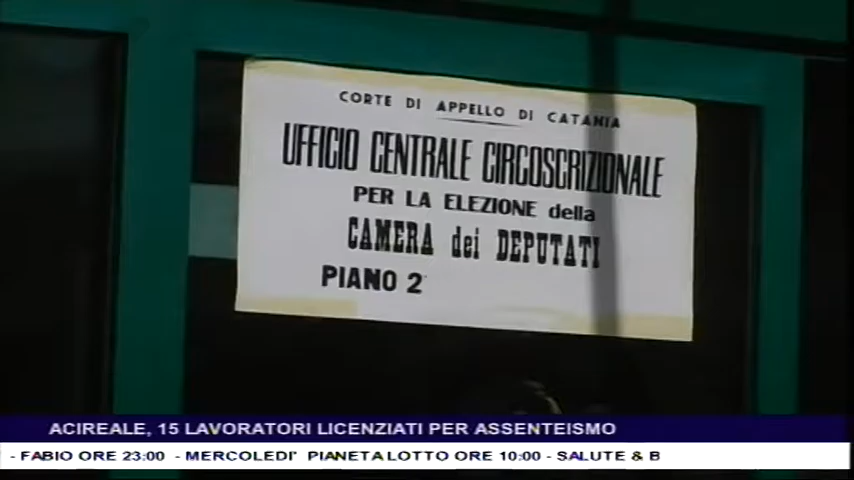 CORTE DI APPELLO DI CATANIA
UFFICIO CENTRALE CIRCOSCRIZIONALE
PER LA ELEZIONE della
CAMERA dei DEPUTATI
PIANO 2°
ACIREALE, 15 LAVORATORI LICENZIATI PER ASSENTEISMO
- FABIO ORE 23:00 - MERCOLEDI' PIANETA LOTTO ORE 10:00 - SALUTE & B